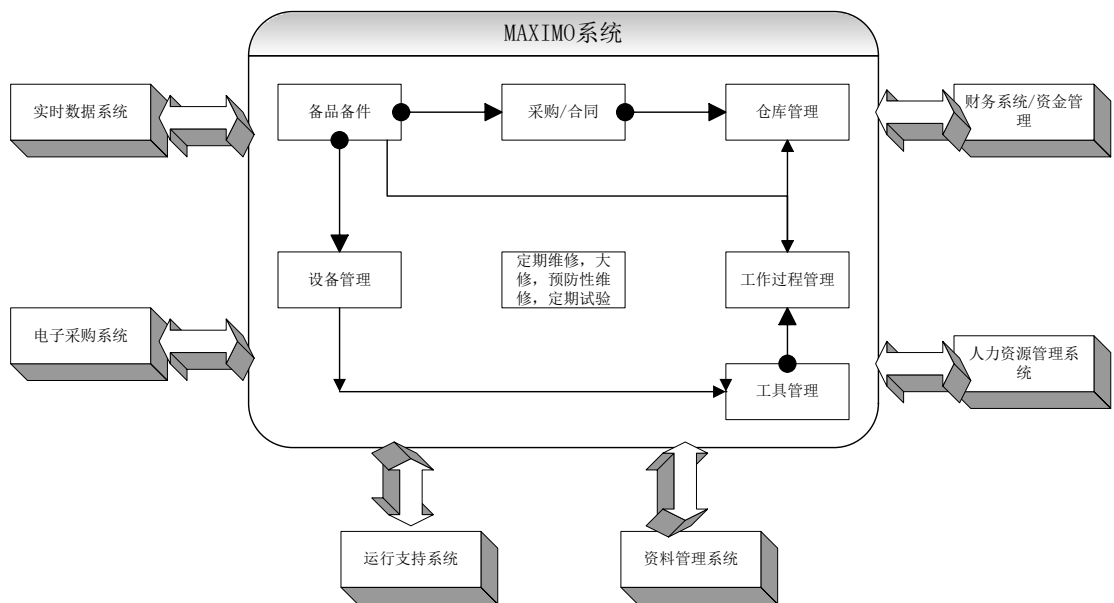 MAXIMO系统
实时数据系统
备品备件
采购/合同
仓库管理
财务系统/资金管
理
设备管理
定期维修，大
修，预防性维
修，定期试验
工作过程管理
电子采购系统
工具管理
人力资源管理系
统
运行支持系统
资料管理系统